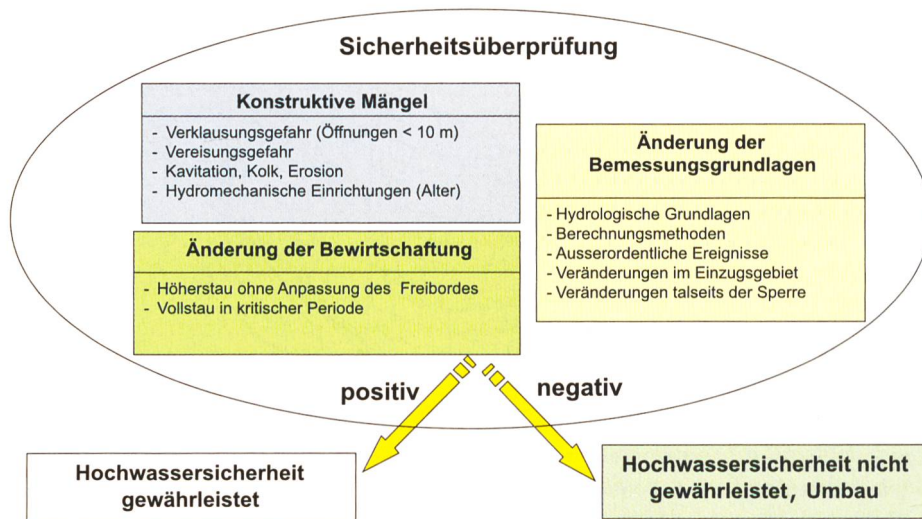 Sicherheitsüberprüfung
Konstruktive Mängel
- Verklausungsgefahr (Öffnungen < 10 m)
- Vereisungsgefahr
- Kavitation, Kolk, Erosion
- Hydromechanische Einrichtungen (Alter)
Änderung der Bewirtschaftung
- Höherstau ohne Anpassung des Freibordes
- Vollstau in kritischer Periode
Änderung der
Bemessungsgrundlagen
- Hydrologische Grundlagen
- Berechnungsmethoden
- Ausserordentliche Ereignisse
- Veränderungen im Einzugsgebiet
- Veränderungen talseits der Sperre
positiv
negativ
Hochwassersicherheit
gewährleistet
Hochwassersicherheit nicht
gewährleistet, Umbau